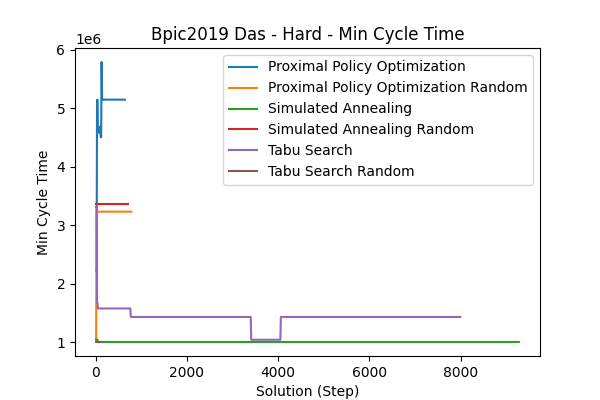 Bpic2019 Das - Hard - Min Cycle Time
1e6
6
5
4
3
2
1
Min Cycle Time
Proximal Policy Optimization
Proximal Policy Optimization Random
Simulated Annealing
Simulated Annealing Random
Tabu Search
Tabu Search Random
0 2000 4000 6000 8000
Solution (Step)